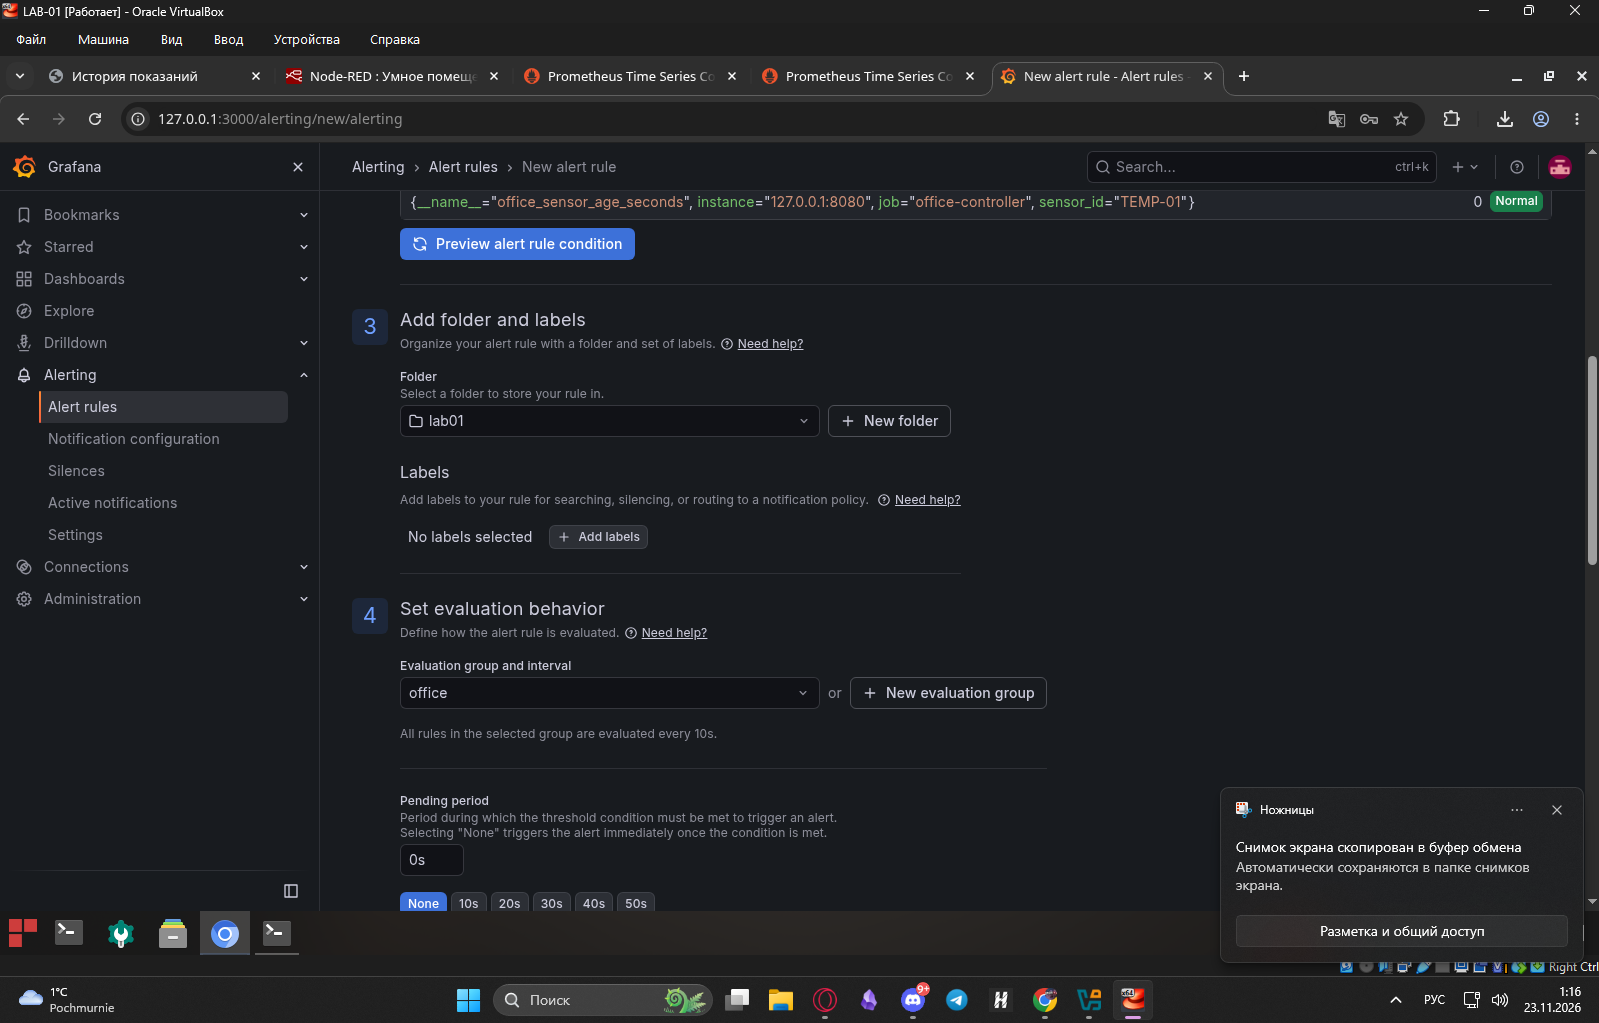 LAB-01 [Работает] - Oracle VirtualBox
Файл Машина Вид Ввод Устройства Справка
История показаний
Node-RED : Умное помеще
Prometheus Time Series Co
Prometheus Time Series Co
New alert rule - Alert rules -
127.0.0.1:3000/alerting/new/alerting
Grafana
Alerting › Alert rules › New alert rule
Search... ctrl+k
Bookmarks
Starred
Dashboards
Explore
Drilldown
Alerting
Alert rules
Notification configuration
Silences
Active notifications
Settings
Connections
Administration
{__name__="office_sensor_age_seconds", instance="127.0.0.1:8080", job="office-controller", sensor_id="TEMP-01"} 0 Normal
Preview alert rule condition
3 Add folder and labels
Organize your alert rule with a folder and set of labels. Need help?
Folder
Select a folder to store your rule in.
lab01 + New folder
Labels
Add labels to your rule for searching, silencing, or routing to a notification policy. Need help?
No labels selected + Add labels
4 Set evaluation behavior
Define how the alert rule is evaluated. Need help?
Evaluation group and interval
office or + New evaluation group
All rules in the selected group are evaluated every 10s.
Pending period
Period during which the threshold condition must be met to trigger an alert.
Selecting "None" triggers the alert immediately once the condition is met.
0s
None 10s 20s 30s 40s 50s
Ножницы
Снимок экрана скопирован в буфер обмена
Автоматически сохраняются в папке снимков
экрана.
Разметка и общий доступ
Right Ctrl
1°C
Pochmurnie
Поиск
9+
x64
РУС
1:16
23.11.2026